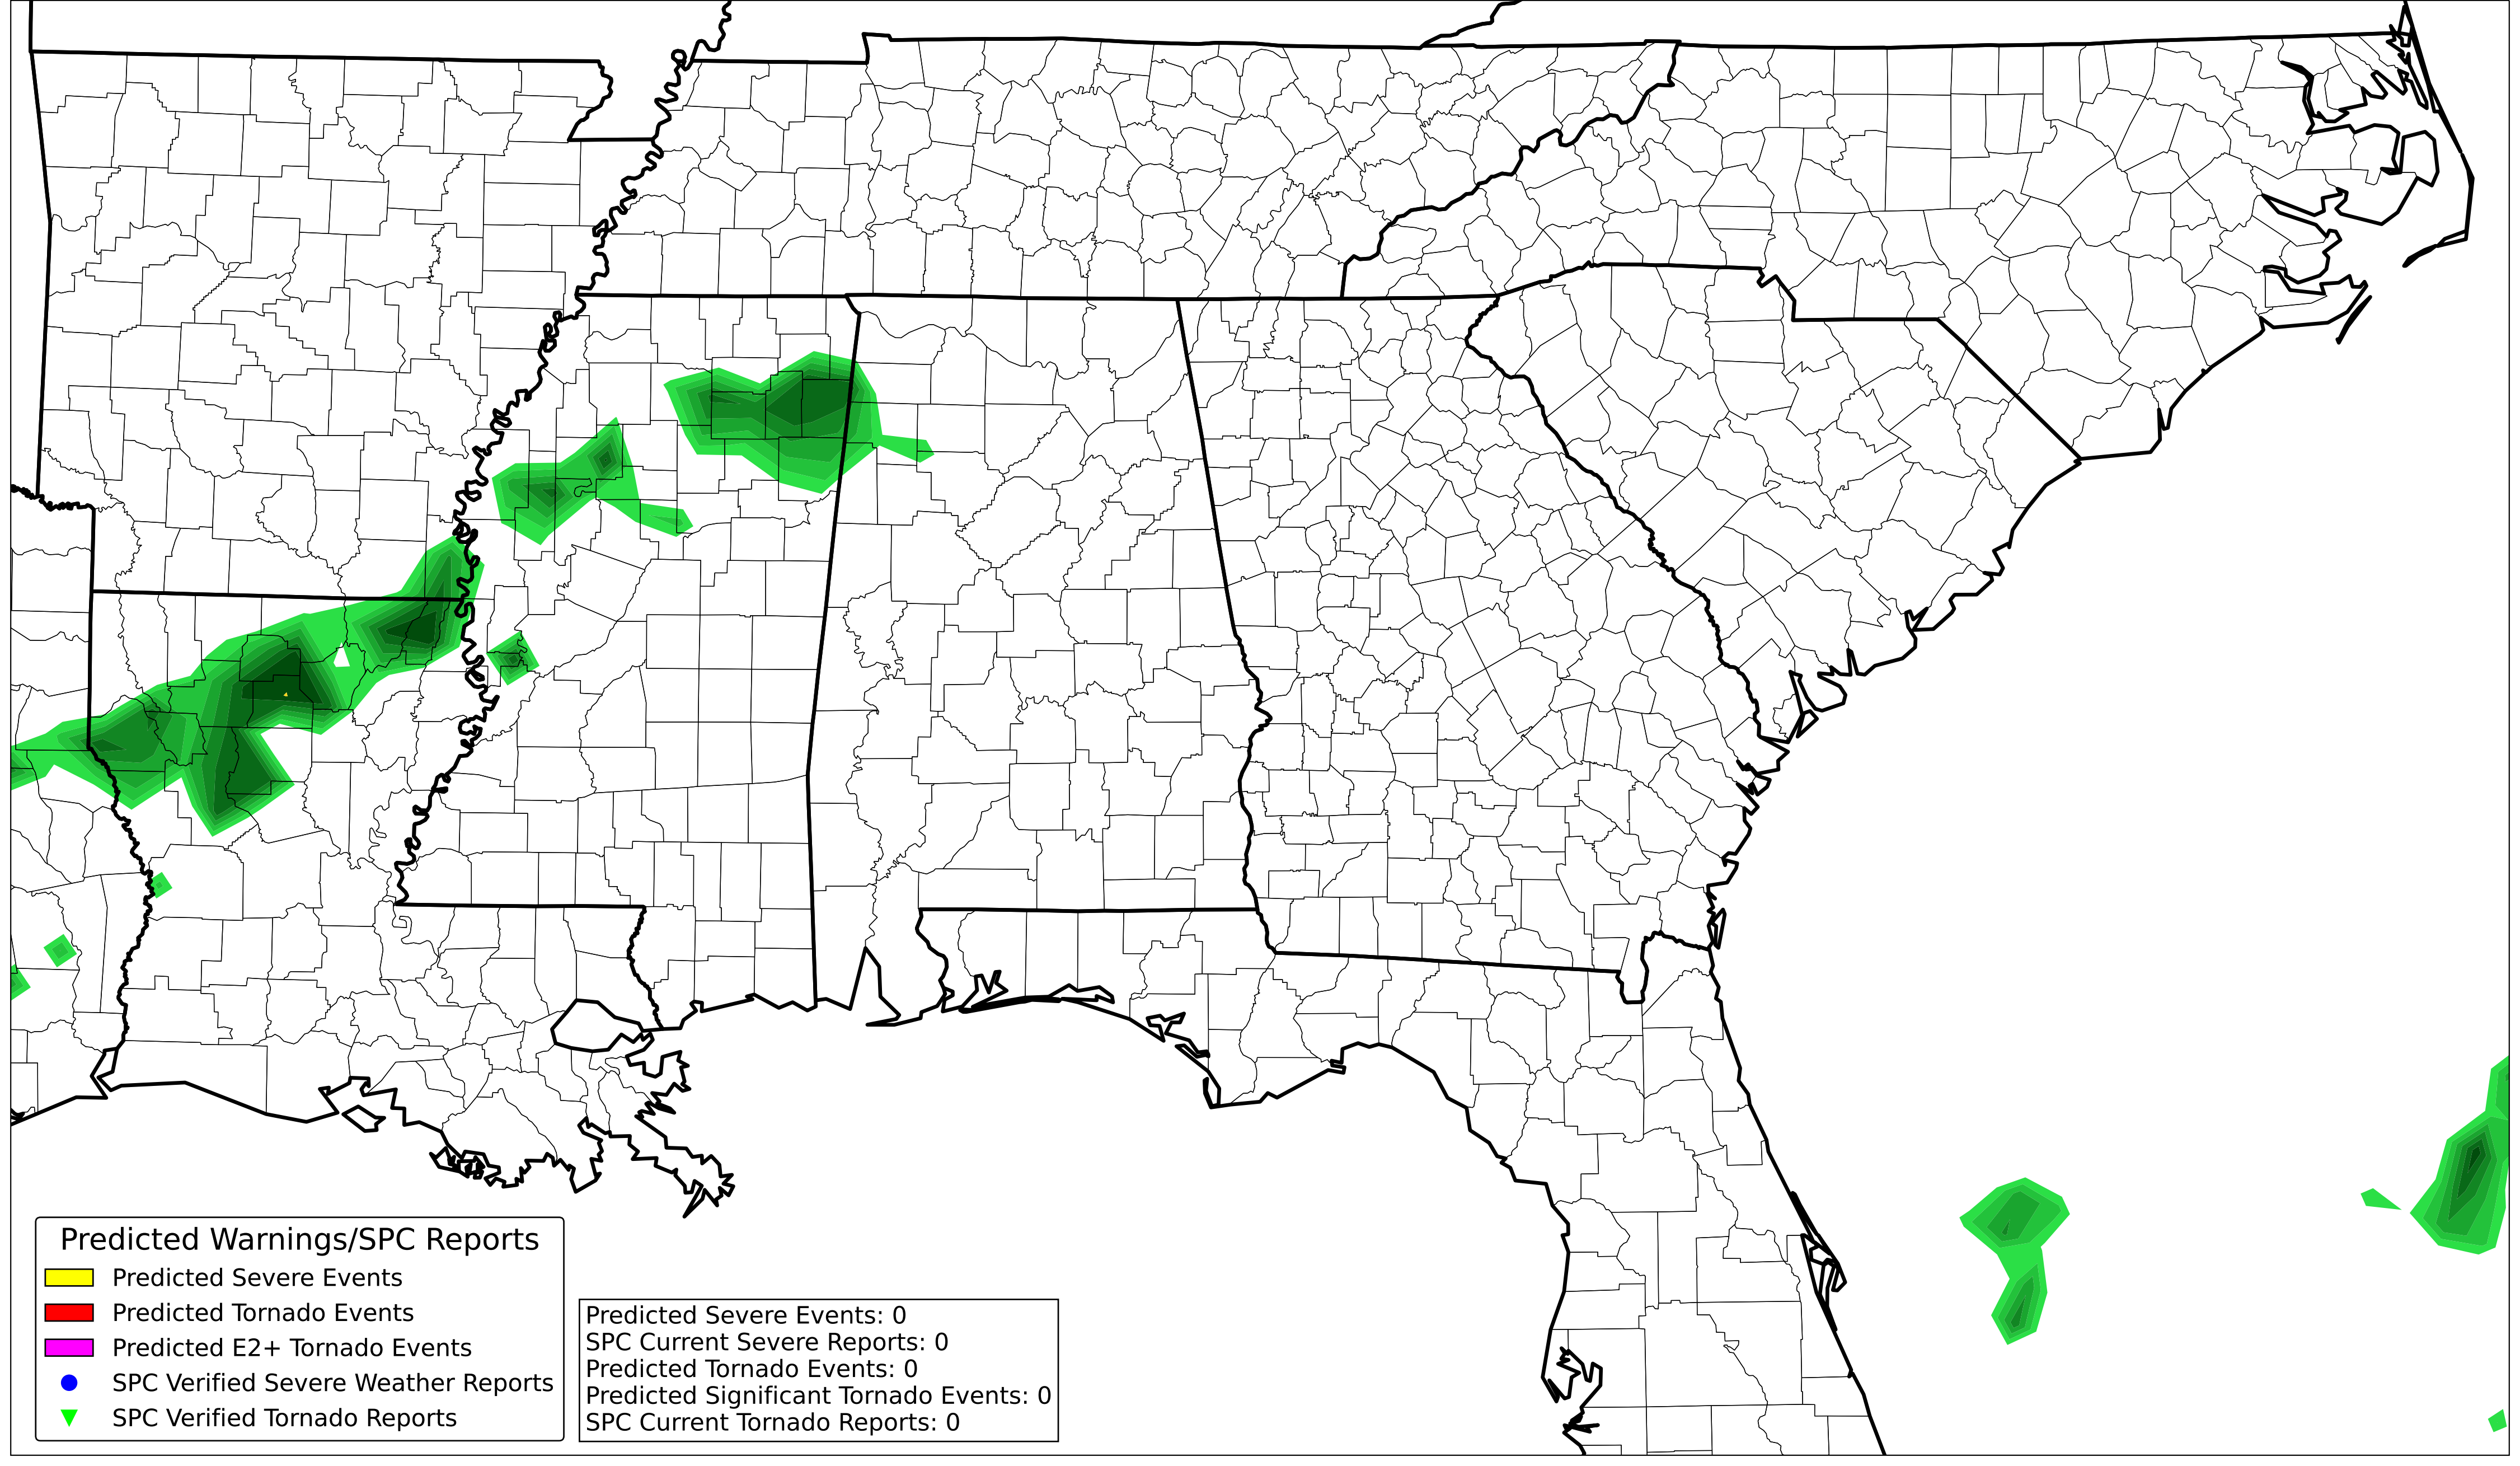 Predicted Warnings/SPC Reports
Predicted Severe Events
Predicted Tornado Events
Predicted E2+ Tornado Events
SPC Verified Severe Weather Reports
SPC Verified Tornado Reports
Predicted Severe Events: 0
SPC Current Severe Reports: 0
Predicted Tornado Events: 0
Predicted Significant Tornado Events: 0
SPC Current Tornado Reports: 0